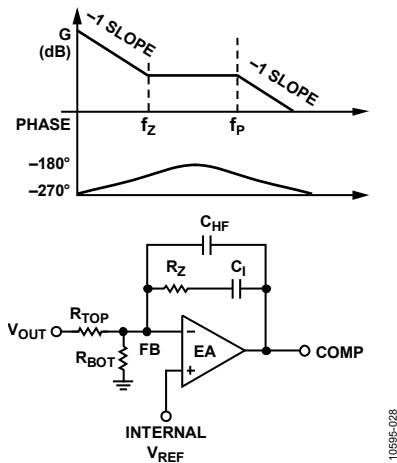 G
(dB)
–1 SLOPE
–1 SLOPE
PHASE
fZ
fP
–180°
–270°
CHF
RZ
CI
RTOP
VOUT
RBOT
FB
–
EA
+
COMP
INTERNAL
VREF
10595-028